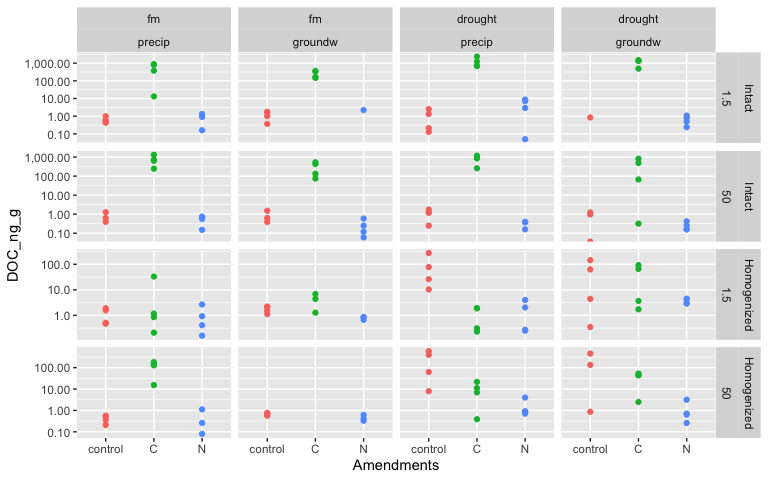 fm fm drought drought
precip groundw precip groundw
1,000.00
100.00
10.00
1.00
0.10
Intact
1.5
1,000.00
100.00
10.00
1.00
0.10
Intact
50
DOC_ng_g
100.0
10.0
1.0
Homogenized
1.5
100.00
10.00
1.00
0.10
Homogenized
50
control C N control C N control C N control C N
Amendments